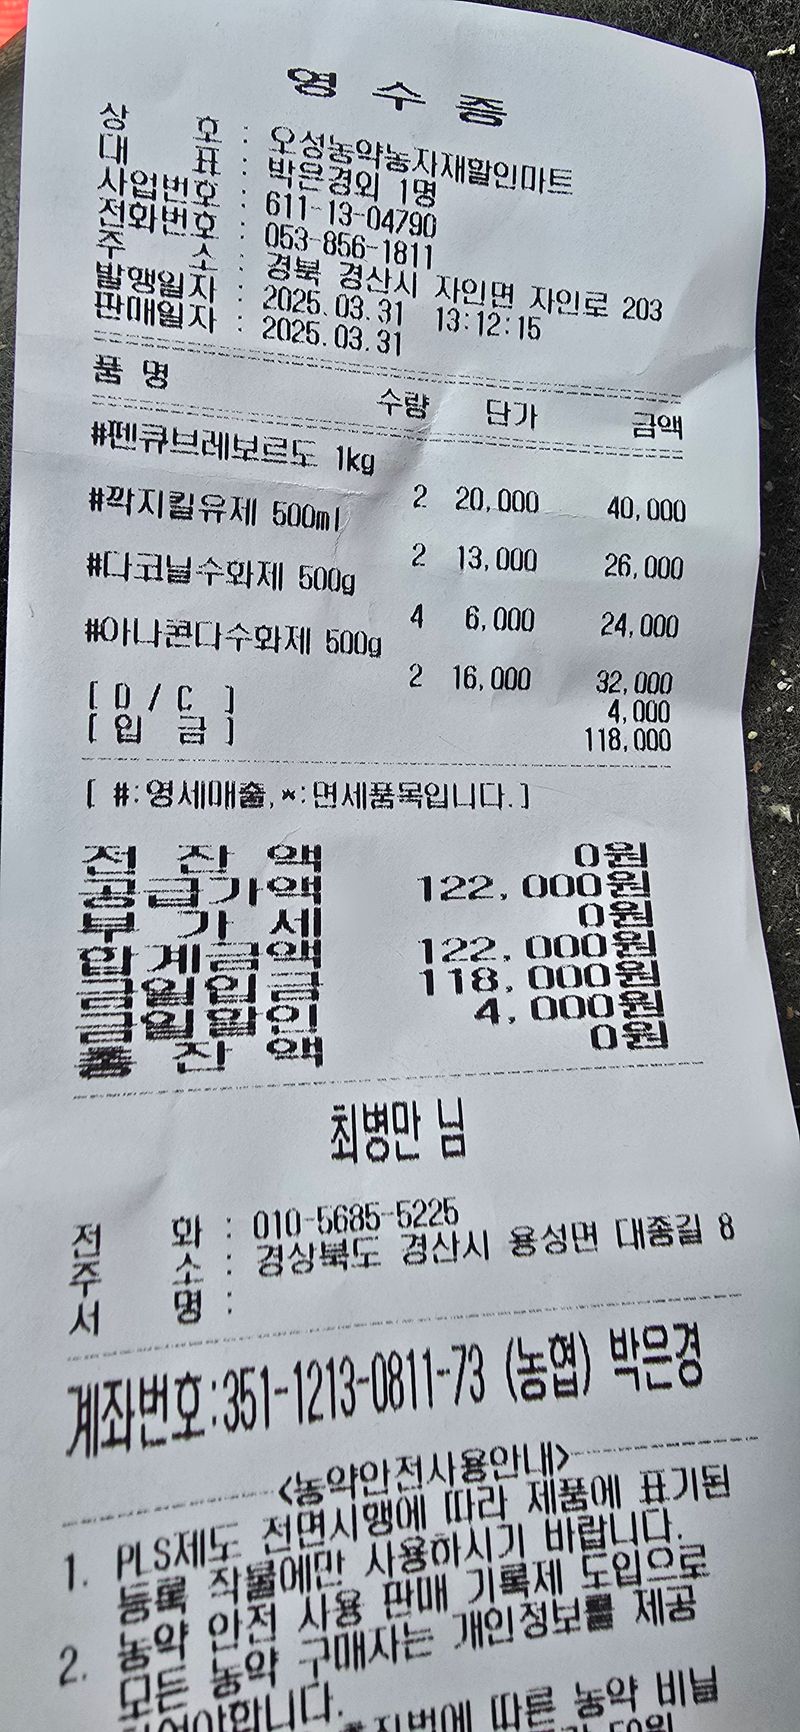 영 수 증
상 호 : 오성농약농자재할인마트
대 표 : 박은경외 1명
사업번호 : 611-13-04790
전화번호 : 053-856-1811
주 소 : 경북 경산시 자인면 자인로 203
발행일자 : 2025.03.31 13:12:15
판매일자 : 2025.03.31
품 명 수량 단가 금액
#펜큐브레보르도 1kg
2 20,000 40,000
#깍지킬유제 500ml
2 13,000 26,000
#다코닐수화제 500g
4 6,000 24,000
#아나콘다수화제 500g
2 16,000 32,000
[ D / C ] 4,000
[ 입 금 ] 118,000
[ #:영세매출,*:면세품목입니다.]
전 잔 액 0원
공급가액 122,000원
부 가 세 0원
합계금액 122,000원
금일입금 118,000원
금일할인 4,000원
총 잔 액 0원
최병만 님
전 화 : 010-5685-5225
주 소 : 경상북도 경산시 용성면 대종길 8
서 명 :
계좌번호:351-1213-0811-73 (농협) 박은경
<농약안전사용안내>
1. PLS제도 전면시행에 따라 제품에 표기된
등록 작물에만 사용하시기 바랍니다.
2. 농약 안전 사용 판매 기록제 도입으로
모든 농약 구매자는 개인정보를 제공
하여야합니다.
따른 농약 비닐